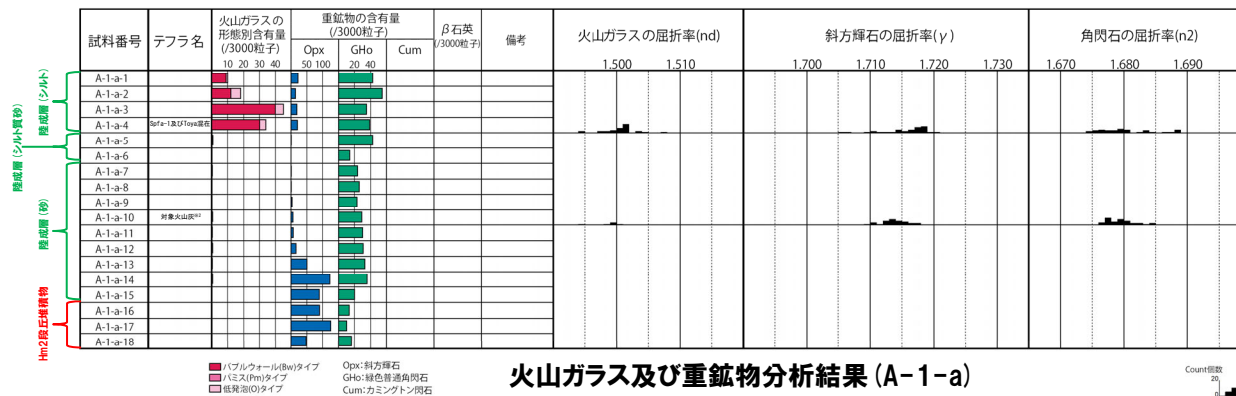 試料番号 テフラ名 火山ガラスの形態別含有量(/3000粒子) 重鉱物の含有量(/3000粒子) β石英(/3000粒子) 備考 火山ガラスの屈折率(nd) 斜方輝石の屈折率(γ) 角閃石の屈折率(n2)
Opx GHo Cum
10 20 30 40 50 100 20 40 1.500 1.510 1.700 1.710 1.720 1.730 1.670 1.680 1.690
陸成層(シルト)
陸成層(シルト質砂)
陸成層(砂)
Hm2段丘堆積物
A-1-a-1
A-1-a-2
A-1-a-3
A-1-a-4 Spfa-1及びToya混在
A-1-a-5
A-1-a-6
A-1-a-7
A-1-a-8
A-1-a-9
A-1-a-10 対象火山灰※2
A-1-a-11
A-1-a-12
A-1-a-13
A-1-a-14
A-1-a-15
A-1-a-16
A-1-a-17
A-1-a-18
バブルウォール(Bw)タイプ
パミス(Pm)タイプ
低発泡(O)タイプ
Opx:斜方輝石
GHo:緑色普通角閃石
Cum:カミングトン閃石
火山ガラス及び重鉱物分析結果(A-1-a)
Count個数
20
0